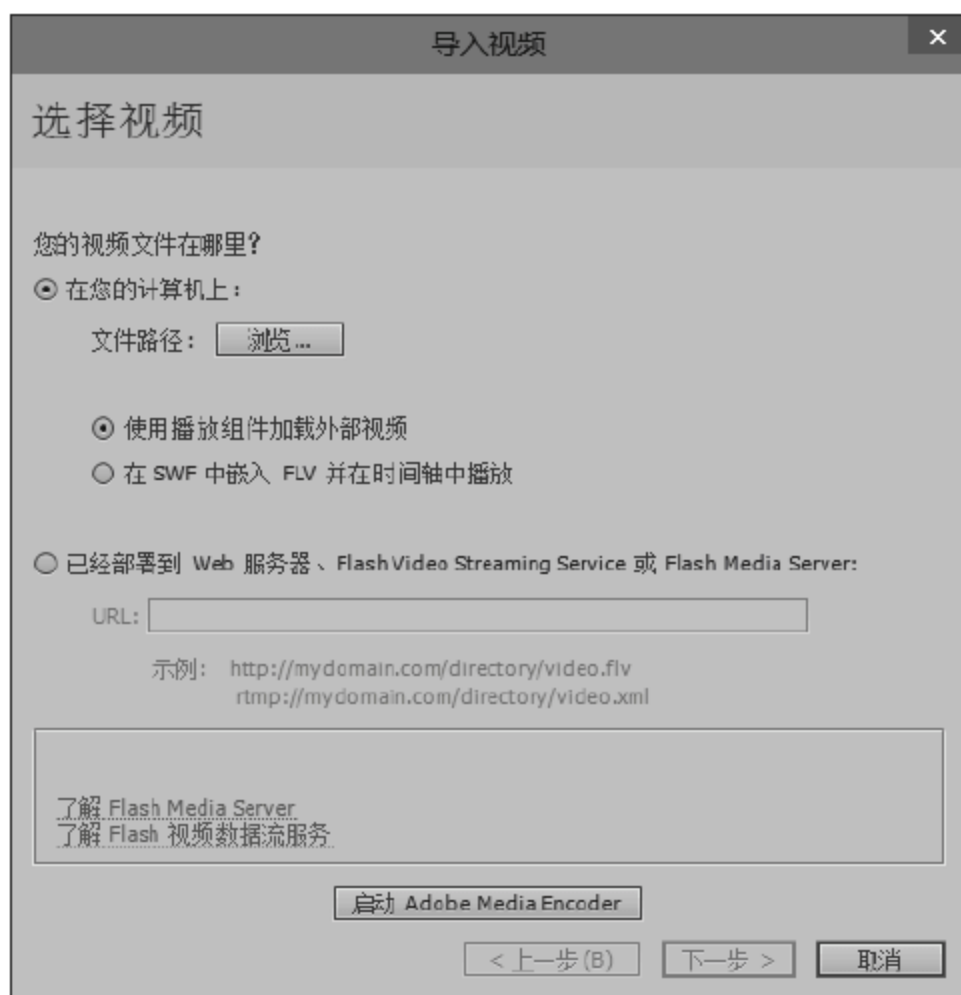 导入视频
选择视频
您的视频文件在哪里?
在您的计算机上:
文件路径: 浏览...
使用播放组件加载外部视频
在 SWF 中嵌入 FLV 并在时间轴中播放
已经部署到 Web 服务器、Flash Video Streaming Service 或 Flash Media Server:
URL:
示例: http://mydomain.com/directory/video.flv
rtmp://mydomain.com/directory/video.xml
了解 Flash Media Server
了解 Flash 视频数据流服务
启动 Adobe Media Encoder
< 上一步(B) 下一步 > 取消